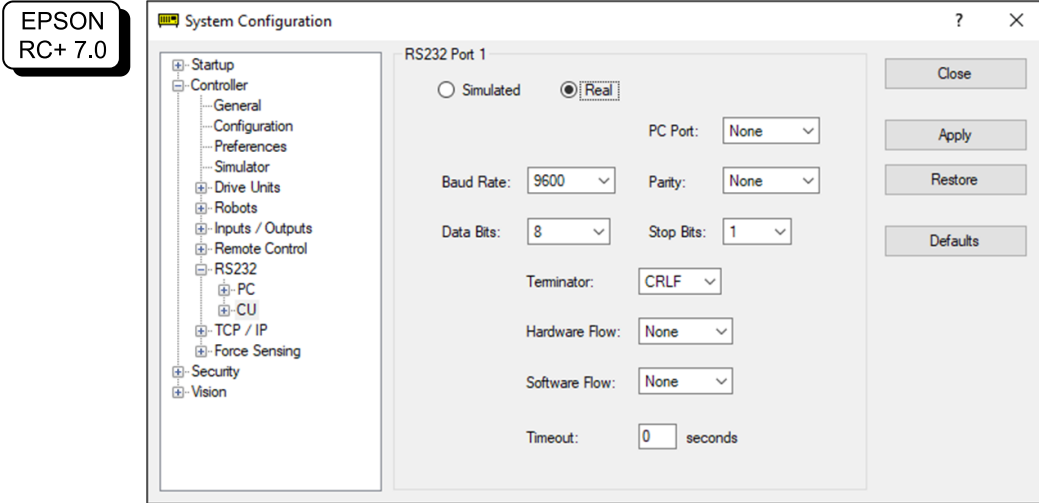 EPSON
RC+ 7.0
System Configuration
?
Startup
Controller
General
Configuration
Preferences
Simulator
Drive Units
Robots
Inputs / Outputs
Remote Control
RS232
PC
CU
TCP / IP
Force Sensing
Security
Vision
RS232 Port 1
Simulated Real
PC Port: None
Baud Rate: 9600 Parity: None
Data Bits: 8 Stop Bits: 1
Terminator: CRLF
Hardware Flow: None
Software Flow: None
Timeout: 0 seconds
Close
Apply
Restore
Defaults